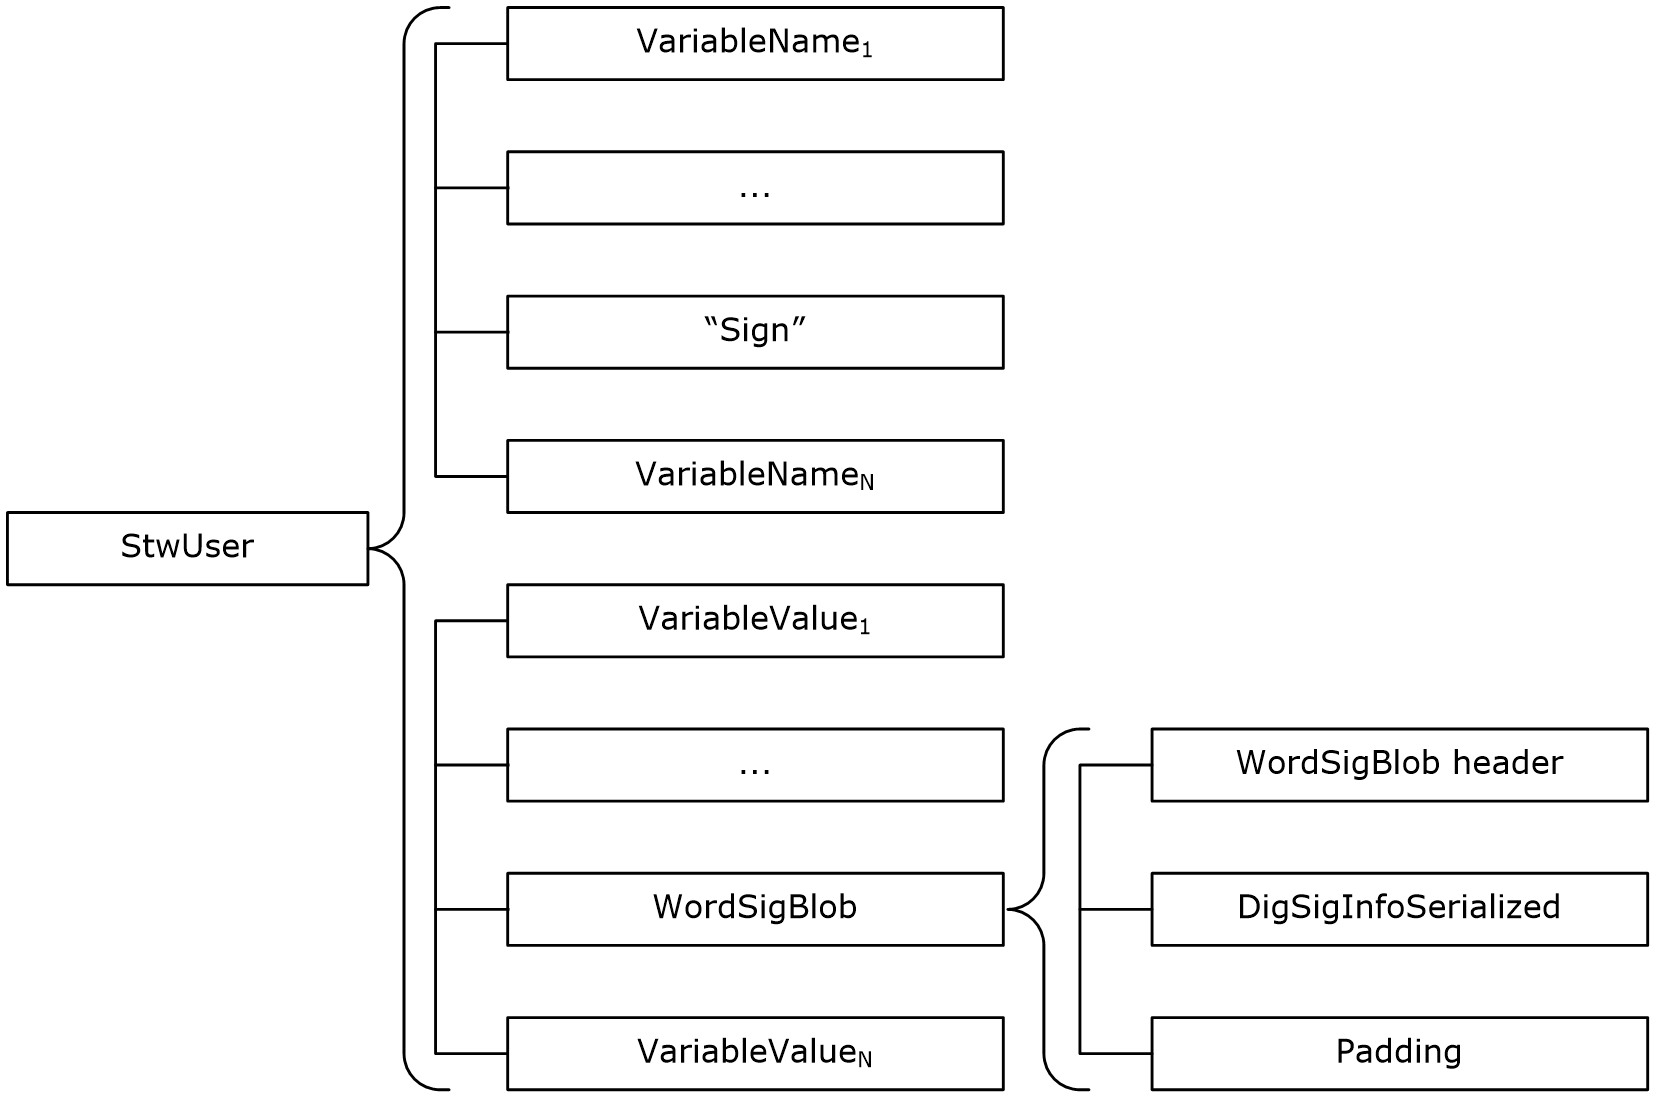 VariableName₁
...
“Sign”
VariableNameN
StwUser
VariableValue₁
...
WordSigBlob header
WordSigBlob
DigSigInfoSerialized
VariableValueN
Padding